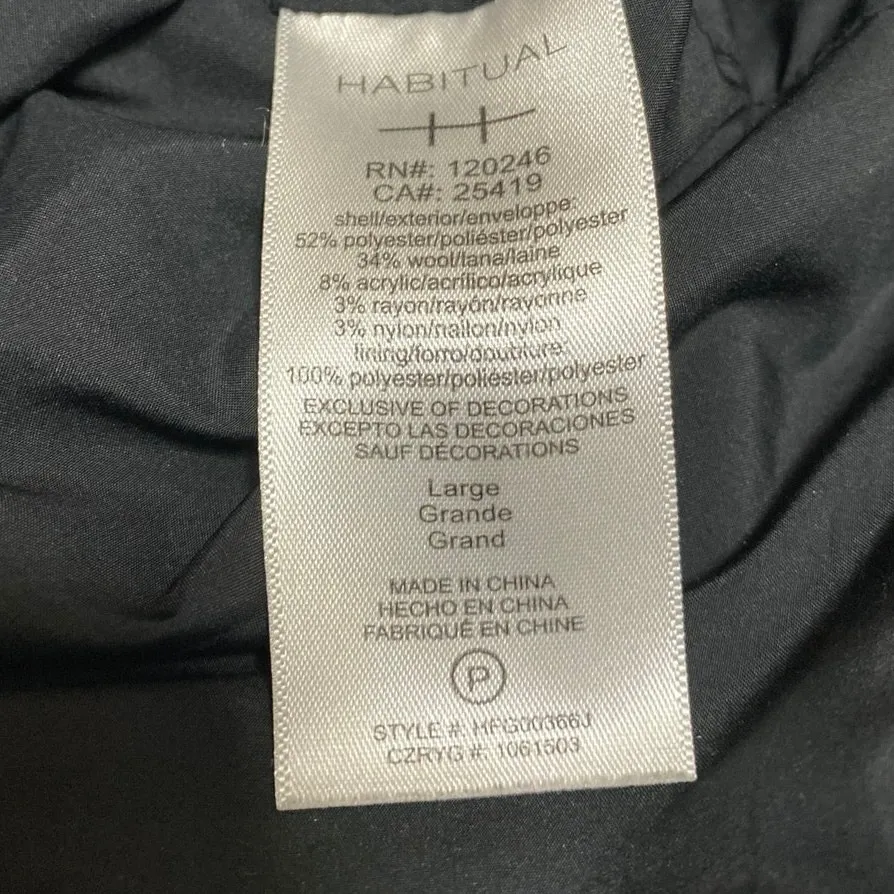 HABITUAL
RN#: 120246
CA#: 25419
shell/exterior/enveloppe:
52% polyester/poliéster/polyester
34% wool/lana/laine
8% acrylic/acrílico/acrylique
3% rayon/rayón/rayonne
3% nylon/nailon/nylon
lining/forro/doublure:
100% polyester/poliéster/polyester
EXCLUSIVE OF DECORATIONS
EXCEPTO LAS DECORACIONES
SAUF DÉCORATIONS
Large
Grande
Grand
MADE IN CHINA
HECHO EN CHINA
FABRIQUÉ EN CHINE
P
STYLE #: HFG00366J
CZRYG #: 1061503